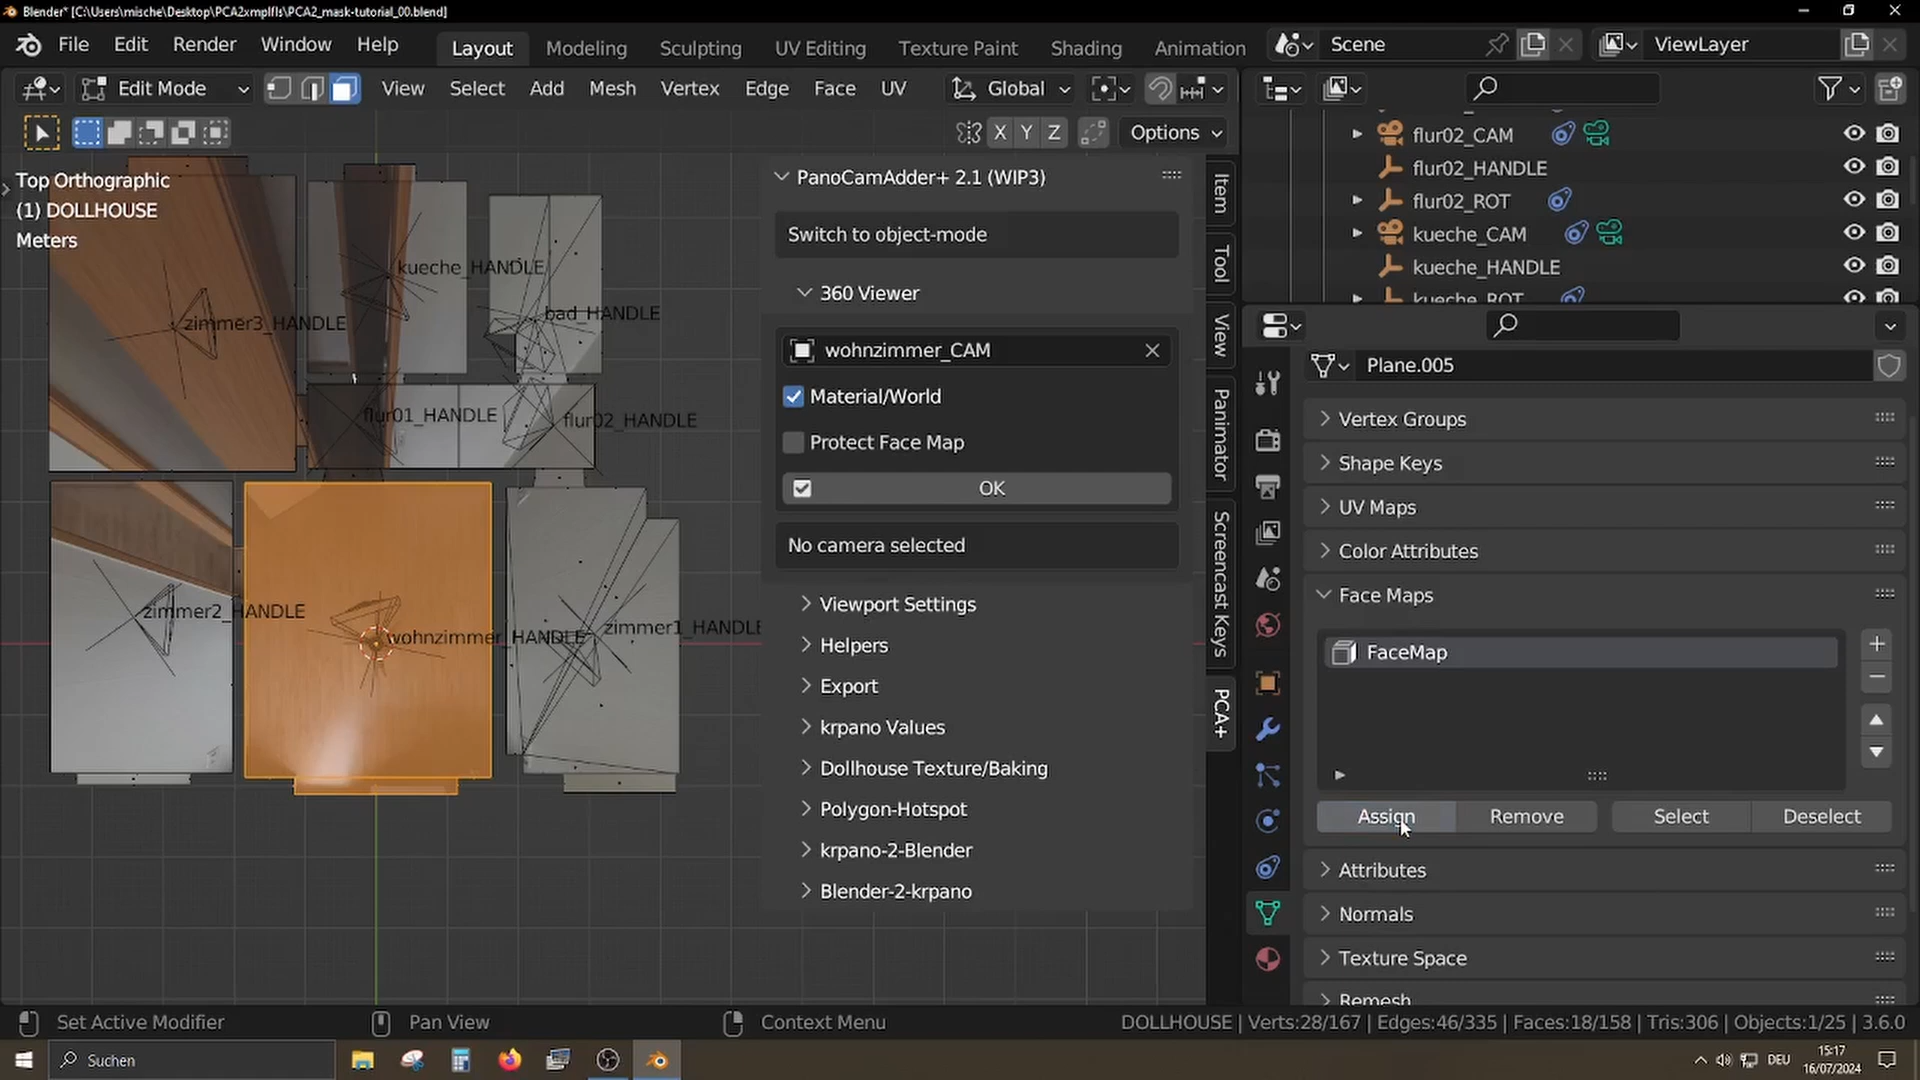 Blender* [C:\Users\mische\Desktop\PCA2xmplfls\PCA2_mask-tutorial_00.blend]
File Edit Render Window Help Layout Modeling Sculpting UV Editing Texture Paint Shading Animation Scene ViewLayer
Edit Mode View Select Add Mesh Vertex Edge Face UV Global
X Y Z Options
Top Orthographic
(1) DOLLHOUSE
Meters
kueche_HANDLE
bad_HANDLE
zimmer3_HANDLE
flur01_HANDLE
flur02_HANDLE
zimmer2_HANDLE
wohnzimmer_HANDLE
zimmer1_HANDLE
PanoCamAdder+ 2.1 (WIP3)
Switch to object-mode
360 Viewer
wohnzimmer_CAM
Material/World
Protect Face Map
OK
No camera selected
Viewport Settings
Helpers
Export
krpano Values
Dollhouse Texture/Baking
Polygon-Hotspot
krpano-2-Blender
Blender-2-krpano
Item
Tool
View
Panimator
Screencast Keys
PCA+
flur02_CAM
flur02_HANDLE
flur02_ROT
kueche_CAM
kueche_HANDLE
kueche_ROT
Plane.005
Vertex Groups
Shape Keys
UV Maps
Color Attributes
Face Maps
FaceMap
Assign Remove Select Deselect
Attributes
Normals
Texture Space
Remesh
Set Active Modifier Pan View Context Menu DOLLHOUSE | Verts:28/167 | Edges:46/335 | Faces:18/158 | Tris:306 | Objects:1/25 | 3.6.0
Suchen
DEU
15:17
16/07/2024